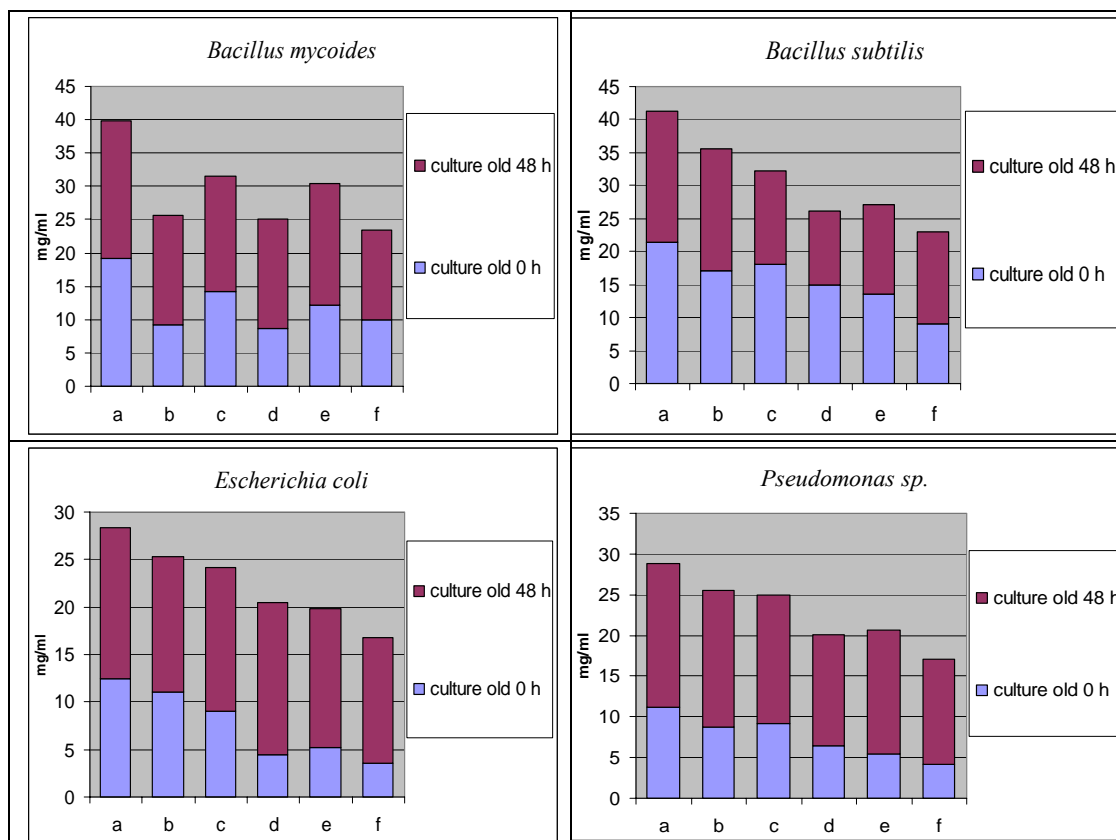 Bacillus mycoides
45
40
35
30
25
20
15
10
5
0
mg/ml
a b c d e f
culture old 48 h
culture old 0 h
Bacillus subtilis
45
40
35
30
25
20
15
10
5
0
mg/ml
a b c d e f
culture old 48 h
culture old 0 h
Escherichia coli
30
25
20
15
10
5
0
mg/ml
a b c d e f
culture old 48 h
culture old 0 h
Pseudomonas sp.
35
30
25
20
15
10
5
0
mg/ml
a b c d e f
culture old 48 h
culture old 0 h